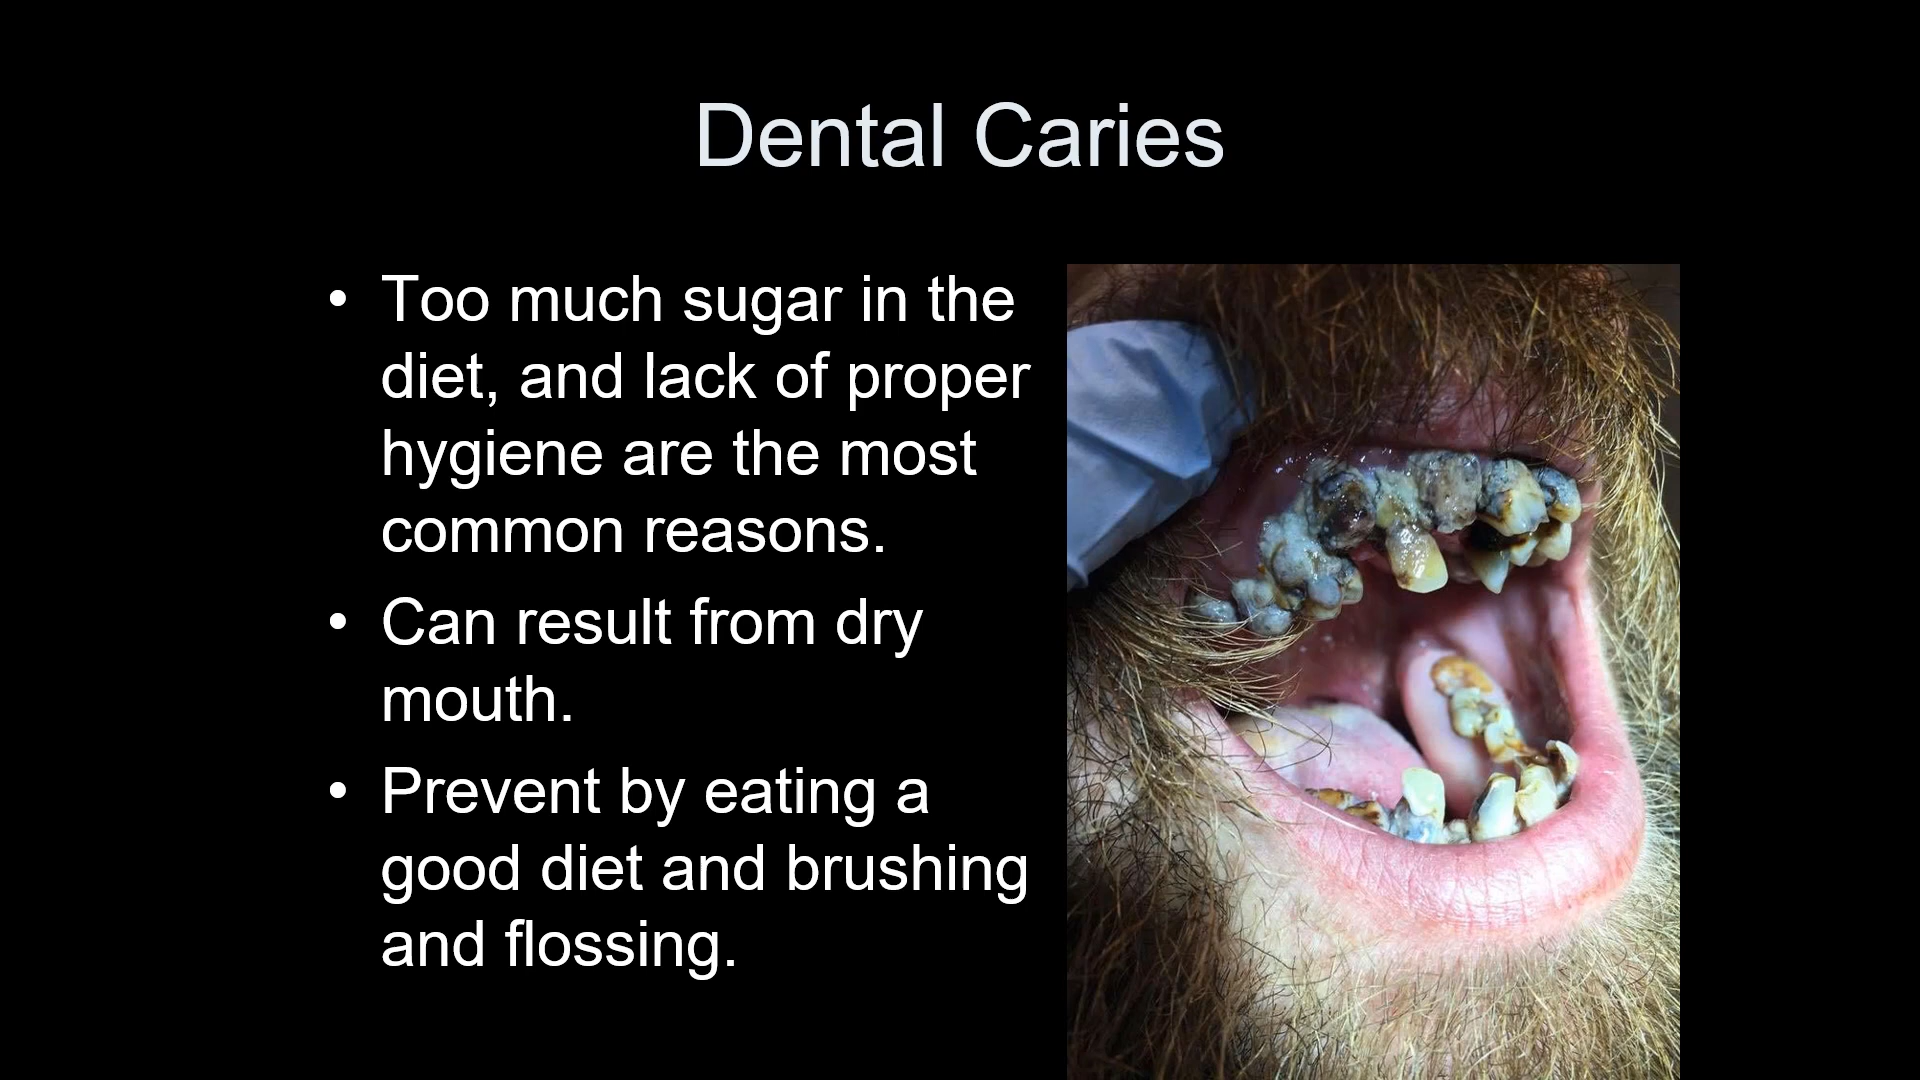 Dental Caries
• Too much sugar in the
diet, and lack of proper
hygiene are the most
common reasons.
• Can result from dry
mouth.
• Prevent by eating a
good diet and brushing
and flossing.